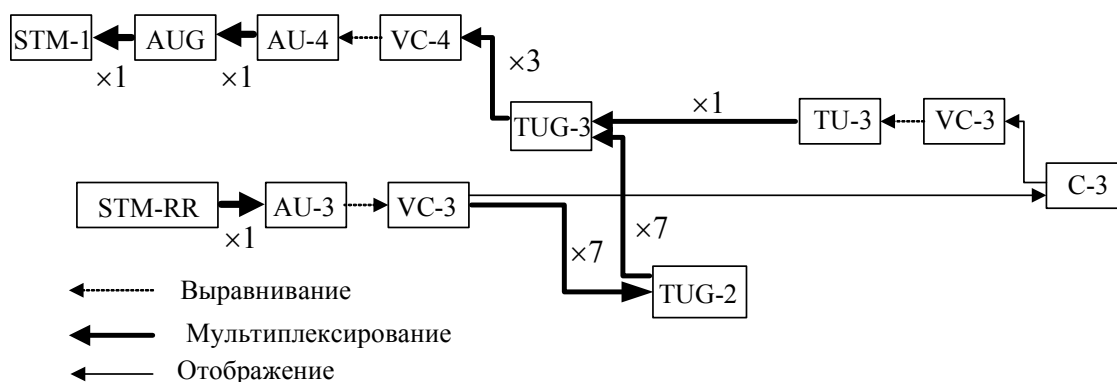 STM-1 AUG AU-4 VC-4
×1 ×1 ×3
×1
TUG-3 TU-3 VC-3
C-3
STM-RR AU-3 VC-3
×1 ×7 ×7
TUG-2
Выравнивание
Мультиплексирование
Отображение